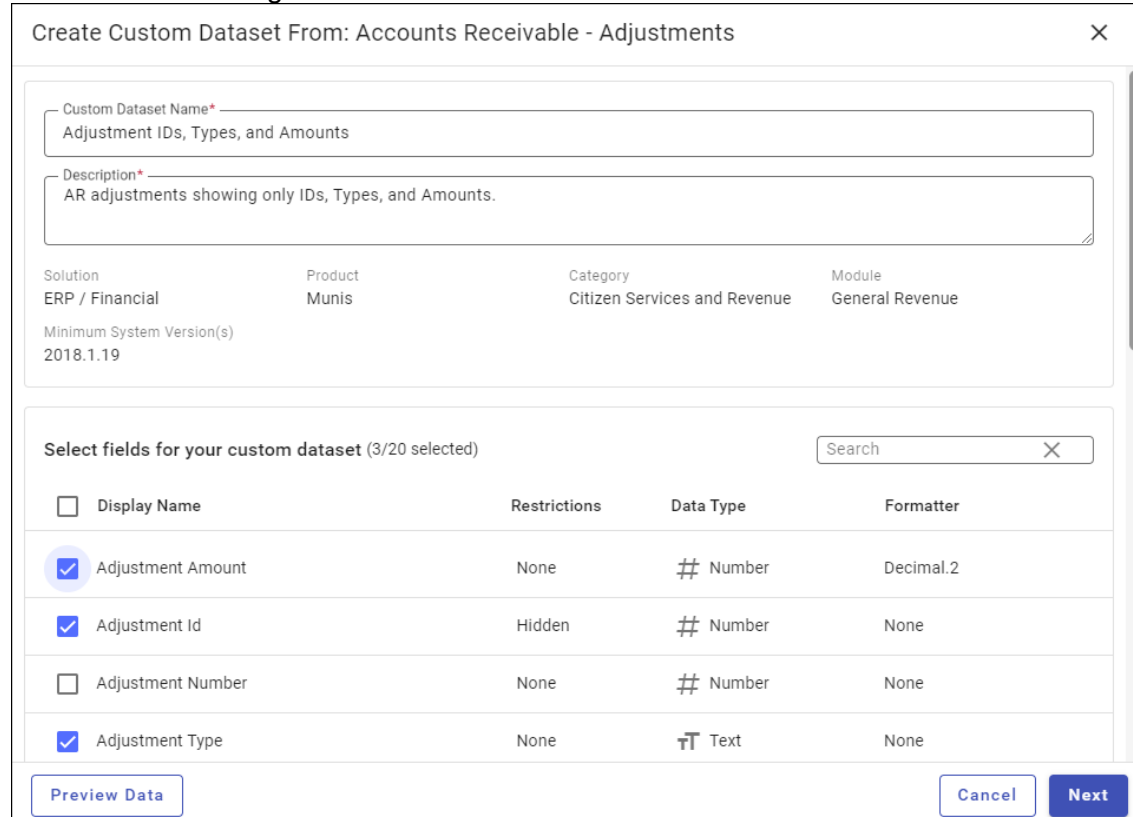 Create Custom Dataset From: Accounts Receivable - Adjustments
Custom Dataset Name*
Adjustment IDs, Types, and Amounts
Description*
AR adjustments showing only IDs, Types, and Amounts.
Solution Product Category Module
ERP / Financial Munis Citizen Services and Revenue General Revenue
Minimum System Version(s)
2018.1.19
Select fields for your custom dataset (3/20 selected) Search
Display Name Restrictions Data Type Formatter
Adjustment Amount None # Number Decimal.2
Adjustment Id Hidden # Number None
Adjustment Number None # Number None
Adjustment Type None TT Text None
Preview Data Cancel Next